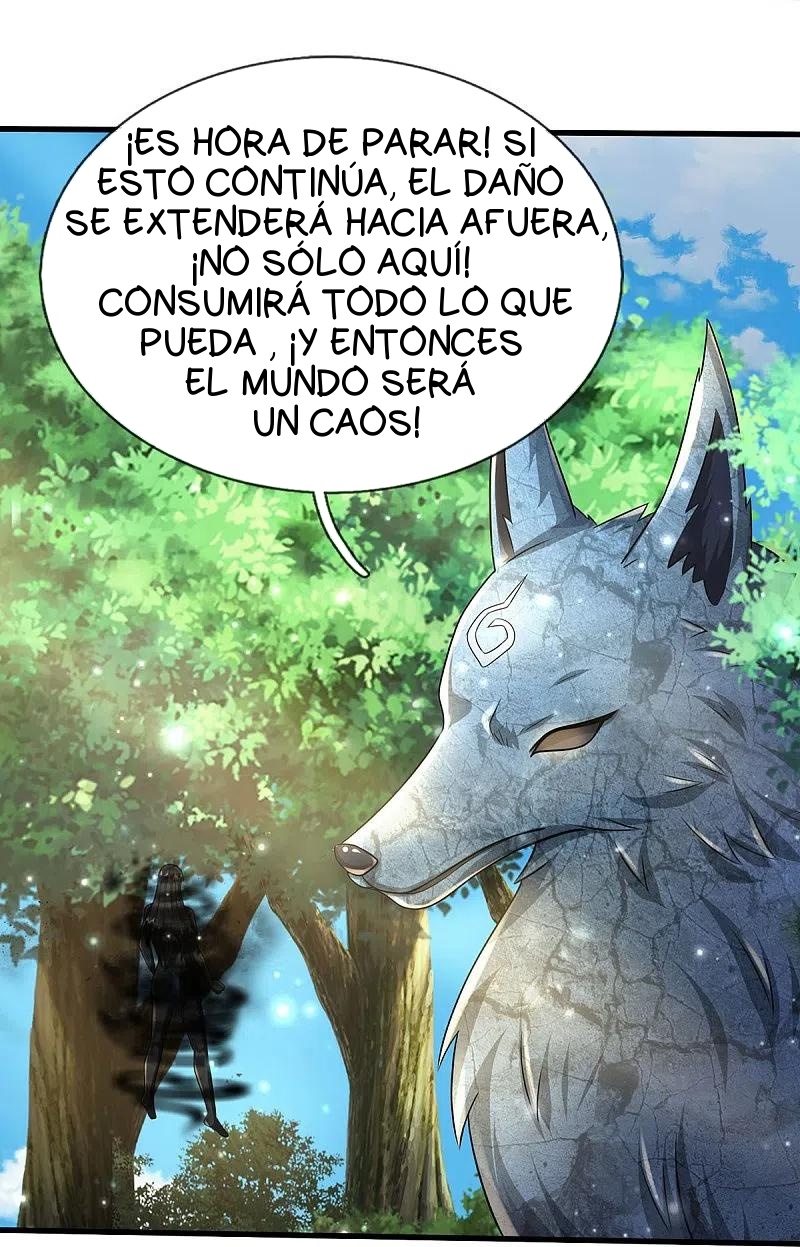 ¡ES HORA DE PARAR! SI
ESTO CONTINÚA, EL DAÑO
SE EXTENDERÁ HACIA AFUERA,
¡NO SÓLO AQUÍ!
CONSUMIRÁ TODO LO QUE
PUEDA , ¡Y ENTONCES
EL MUNDO SERÁ
UN CAOS!